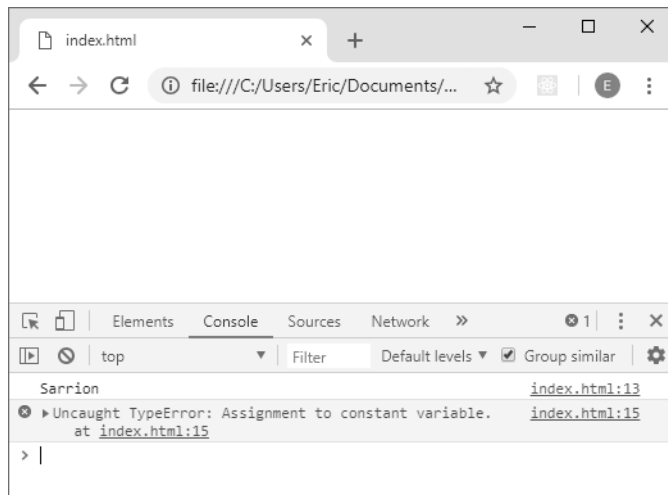 index.html
file:///C:/Users/Eric/Documents/...
E
Elements Console Sources Network » 1
top Filter Default levels Group similar
Sarrion index.html:13
Uncaught TypeError: Assignment to constant variable. index.html:15
at index.html:15
>